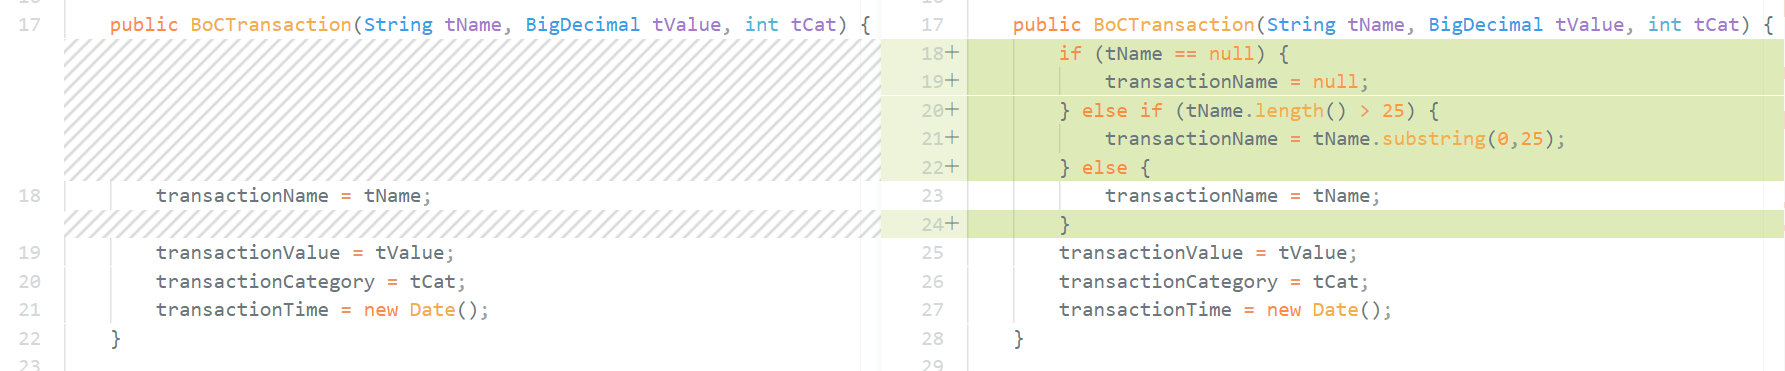 17 public BoCTransaction(String tName, BigDecimal tValue, int tCat) {
18 transactionName = tName;
19 transactionValue = tValue;
20 transactionCategory = tCat;
21 transactionTime = new Date();
22 }
23
17 public BoCTransaction(String tName, BigDecimal tValue, int tCat) {
18+ if (tName == null) {
19+ transactionName = null;
20+ } else if (tName.length() > 25) {
21+ transactionName = tName.substring(0,25);
22+ } else {
23 transactionName = tName;
24+ }
25 transactionValue = tValue;
26 transactionCategory = tCat;
27 transactionTime = new Date();
28 }
29